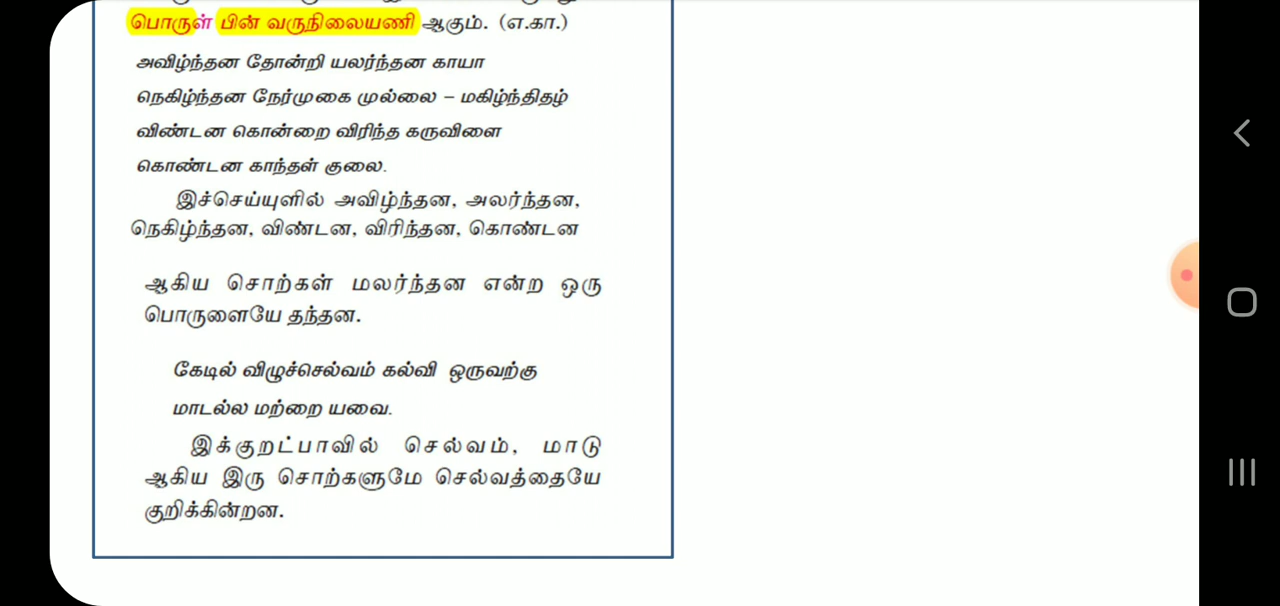 பொருள் பின் வருநிலையணி ஆகும். (எ.கா.)
அவிழ்ந்தன தோன்றி யலர்ந்தன காயா
நெகிழ்ந்தன நேர்முகை முல்லை – மகிழ்ந்திதழ்
விண்டன கொன்றை விரிந்த கருவிளை
கொண்டன காந்தள் குலை.
இச்செய்யுளில் அவிழ்ந்தன, அலர்ந்தன,
நெகிழ்ந்தன, விண்டன, விரிந்தன, கொண்டன
ஆகிய சொற்கள் மலர்ந்தன என்ற ஒரு
பொருளையே தந்தன.
கேடில் விழுச்செல்வம் கல்வி ஒருவற்கு
மாடல்ல மற்றை யவை.
இக்குறட்பாவில் செல்வம், மாடு
ஆகிய இரு சொற்களுமே செல்வத்தையே
குறிக்கின்றன.